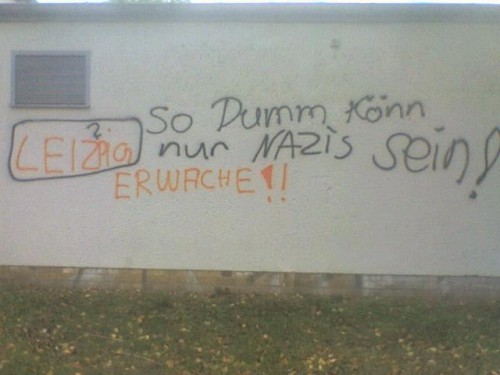 So Dumm könn
nur NAZIS sein!
?
LEIZIG
ERWACHE!!